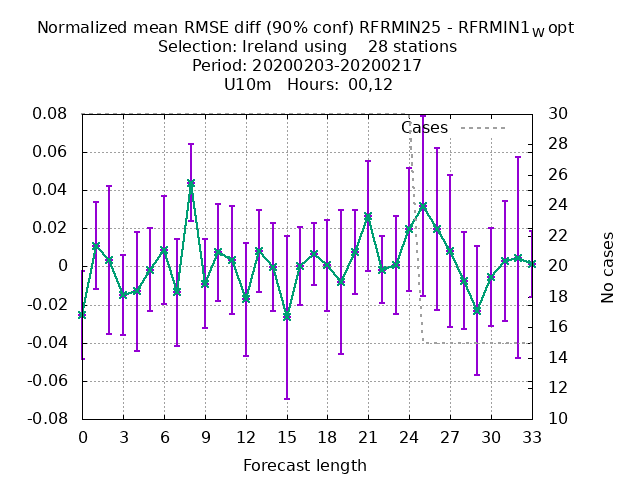 Normalized mean RMSE diff (90% conf) RFRMIN25 - RFRMIN1w opt
Selection: Ireland using    28 stations
Period: 20200203-20200217
U10m   Hours:  00,12
Cases
0.08
0.06
0.04
0.02
0
-0.02
-0.04
-0.06
-0.08
30
28
26
24
22
20
18
16
14
12
10
No cases
0 3 6 9 12 15 18 21 24 27 30 33
Forecast length